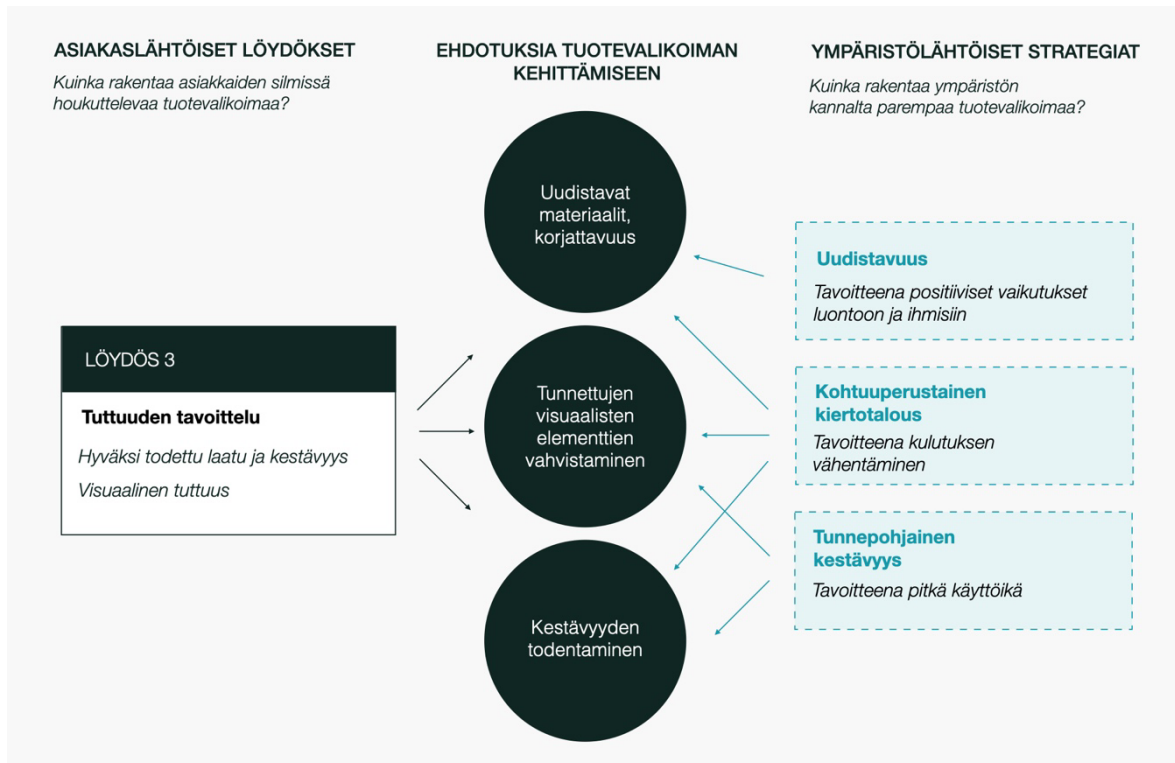 ASIAKASLÄHTÖISET LÖYDÖKSET
Kuinka rakentaa asiakkaiden silmissä
houkuttelevaa tuotevalikoimaa?
EHDOTUKSIA TUOTEVALIKOIMAN
KEHITTÄMISEEN
YMPÄRISTÖLÄHTÖISET STRATEGIAT
Kuinka rakentaa ympäristön
kannalta parempaa tuotevalikoimaa?
LÖYDÖS 3
Tuttuuden tavoittelu
Hyväksi todettu laatu ja kestävyys
Visuaalinen tuttuus
Uudistavat
materiaalit,
korjattavuus
Tunnettujen
visuaalisten
elementtien
vahvistaminen
Kestävyyden
todentaminen
Uudistavuus
Tavoitteena positiiviset vaikutukset
luontoon ja ihmisiin
Kohtuuperustainen
kiertotalous
Tavoitteena kulutuksen
vähentäminen
Tunnepohjainen
kestävyys
Tavoitteena pitkä käyttöikä